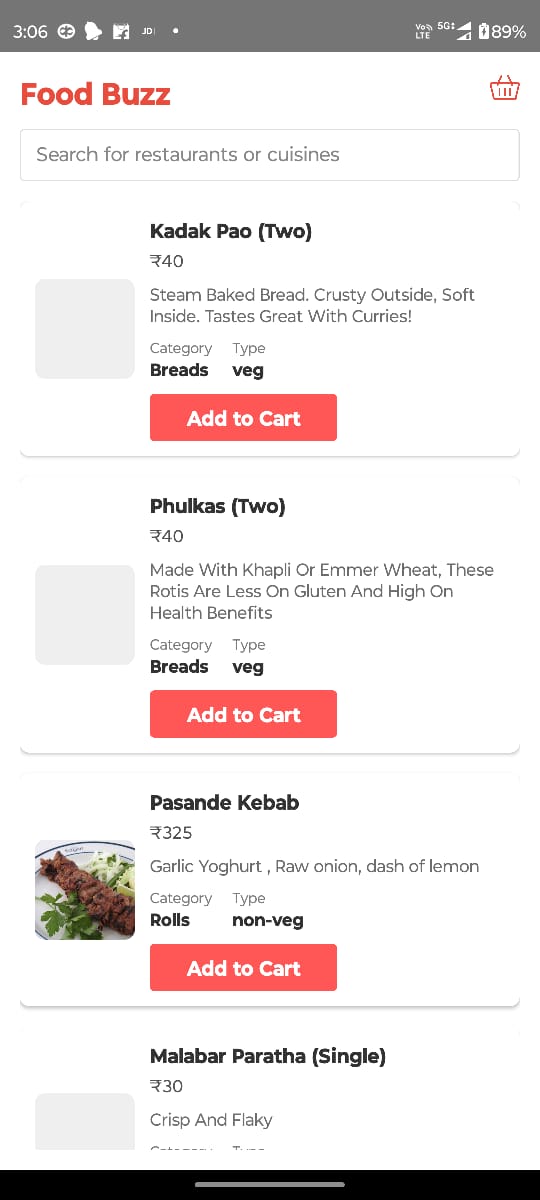 3:06 JD Vo) LTE 5G 89%
Food Buzz
Search for restaurants or cuisines
Kadak Pao (Two)
₹40
Steam Baked Bread. Crusty Outside, Soft
Inside. Tastes Great With Curries!
Category Type
Breads veg
Add to Cart
Phulkas (Two)
₹40
Made With Khapli Or Emmer Wheat, These
Rotis Are Less On Gluten And High On
Health Benefits
Category Type
Breads veg
Add to Cart
Pasande Kebab
₹325
Garlic Yoghurt , Raw onion, dash of lemon
Category Type
Rolls non-veg
Add to Cart
Malabar Paratha (Single)
₹30
Crisp And Flaky
Category Type